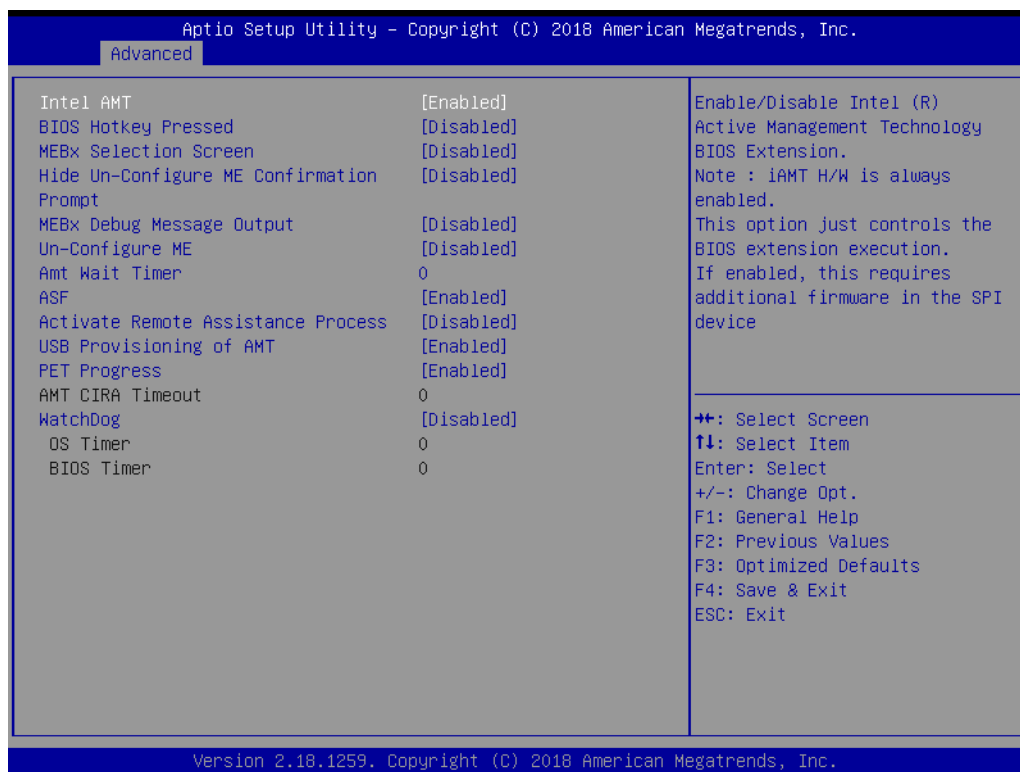 Aptio Setup Utility – Copyright (C) 2018 American Megatrends, Inc.
Advanced
Intel AMT [Enabled]
BIOS Hotkey Pressed [Disabled]
MEBx Selection Screen [Disabled]
Hide Un-Configure ME Confirmation [Disabled]
Prompt
MEBx Debug Message Output [Disabled]
Un-Configure ME [Disabled]
Amt Wait Timer 0
ASF [Enabled]
Activate Remote Assistance Process [Disabled]
USB Provisioning of AMT [Enabled]
PET Progress [Enabled]
AMT CIRA Timeout 0
WatchDog [Disabled]
OS Timer 0
BIOS Timer 0
Enable/Disable Intel (R)
Active Management Technology
BIOS Extension.
Note : iAMT H/W is always
enabled.
This option just controls the
BIOS extension execution.
If enabled, this requires
additional firmware in the SPI
device
→←: Select Screen
↑↓: Select Item
Enter: Select
+/-: Change Opt.
F1: General Help
F2: Previous Values
F3: Optimized Defaults
F4: Save & Exit
ESC: Exit
Version 2.18.1259. Copyright (C) 2018 American Megatrends, Inc.